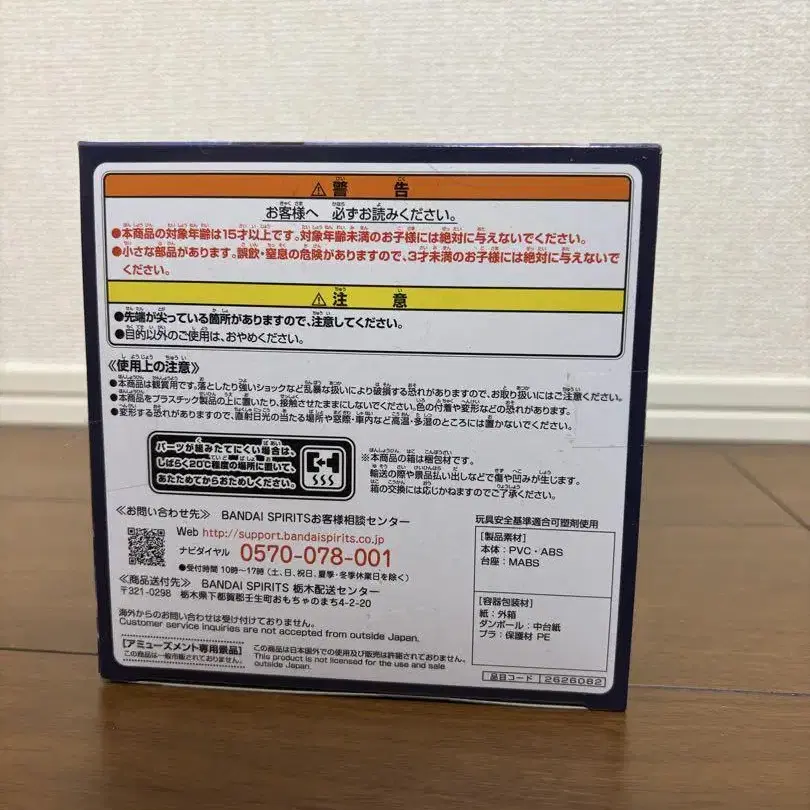 ⚠警告
お客様へ 必ずお読みください。
●本商品の対象年齢は15才以上です。対象年齢未満のお子様には絶対に与えないでください。
●小さな部品があります。誤飲・窒息の危険がありますので、3才未満のお子様には絶対に与えないで
ください。
⚠注意
●先端が尖っている箇所がありますので、注意してください。
●目的以外のご使用は、おやめください。
《使用上の注意》
●本商品は観賞用です。落としたり強いショックなど乱暴な扱いにより破損する恐れがありますので、お取り扱いにはご注意ください。
●本商品をプラスチック製品の上に置いたり、接触させたままにしないでください。色の付着や変形などの恐れがあります。
●変形する恐れがありますので、直射日光の当たる場所や窓際・車内など高温・多湿のところには置かないでください。
パーツが組みたてにくい場合は、
しばらく20℃程度の場所に置いて、
あたためてからおためしください。
※本商品の箱は梱包材です。
輸送の際や景品払い出しなどで傷や凹みが生じます。
箱の交換には応じかねますのでご了承ください。
≪お問い合わせ先≫ BANDAI SPIRITSお客様相談センター
Web http://support.bandaispirits.co.jp
ナビダイヤル 0570-078-001
●受付時間 10時〜17時（土、日、祝日、夏季・冬季休業日を除く）
≪商品送付先≫ BANDAI SPIRITS 栃木配送センター
〒321-0298 栃木県下都賀郡壬生町おもちゃのまち4-2-20
海外からのお問い合わせは受け付けておりません。
Customer service inquiries are not accepted from outside Japan.
【アミューズメント専用景品】
この商品は一般市販されておりません。
この商品は日本国外での使用及び販売は許諾されておりません。
This product is not licensed for the use and sale
outside Japan.
玩具安全基準適合可塑剤使用
[製品素材]
本体：PVC・ABS
台座：MABS
[容器包装材]
紙：外箱
ダンボール：中台紙
プラ：保護材 PE
品目コード 2626082